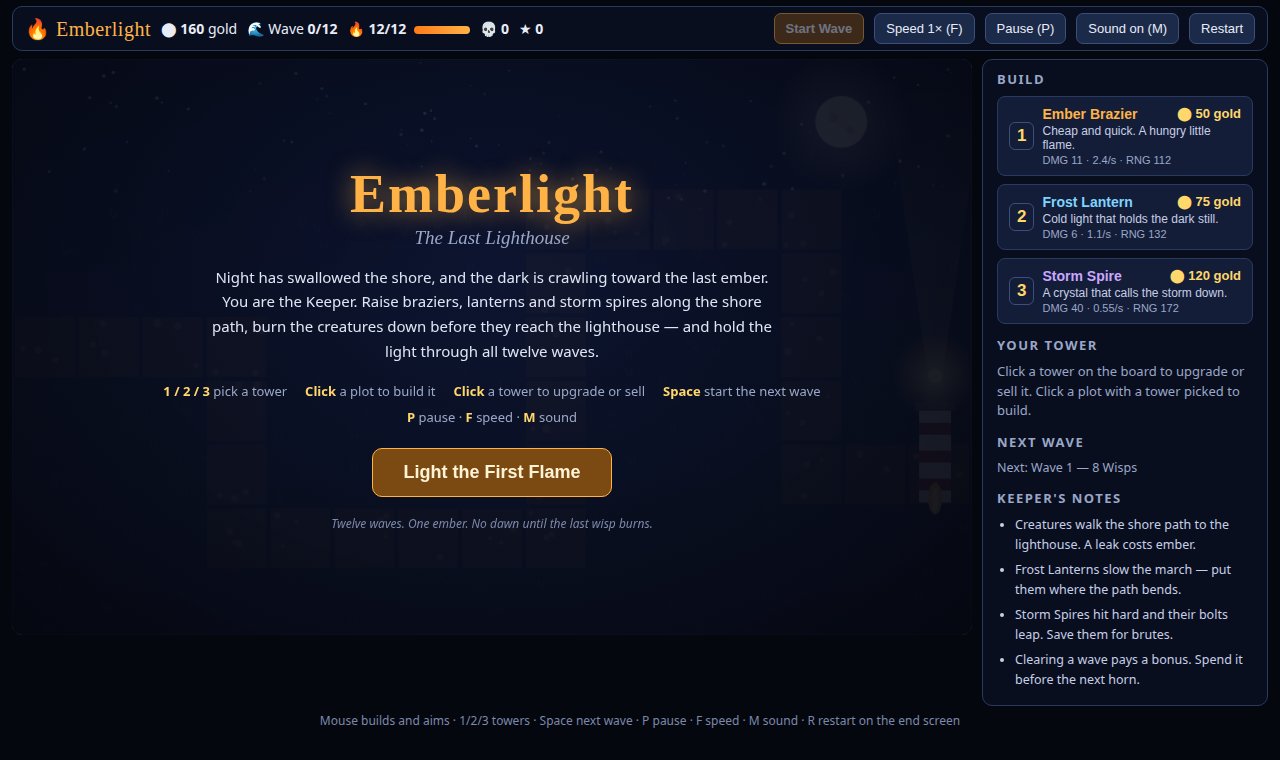 🔥 Emberlight 160 gold 🌊 Wave 0/12 🔥 12/12 💀 0 ★ 0 Start Wave Speed 1× (F) Pause (P) Sound on (M) Restart
Emberlight
The Last Lighthouse
Night has swallowed the shore, and the dark is crawling toward the last ember.
You are the Keeper. Raise braziers, lanterns and storm spires along the shore
path, burn the creatures down before they reach the lighthouse — and hold the
light through all twelve waves.
1 / 2 / 3 pick a tower Click a plot to build it Click a tower to upgrade or sell Space start the next wave
P pause · F speed · M sound
Light the First Flame
Twelve waves. One ember. No dawn until the last wisp burns.
BUILD
1 Ember Brazier 50 gold
Cheap and quick. A hungry little
flame.
DMG 11 · 2.4/s · RNG 112
2 Frost Lantern 75 gold
Cold light that holds the dark still.
DMG 6 · 1.1/s · RNG 132
3 Storm Spire 120 gold
A crystal that calls the storm down.
DMG 40 · 0.55/s · RNG 172
YOUR TOWER
Click a tower on the board to upgrade or
sell it. Click a plot with a tower picked to
build.
NEXT WAVE
Next: Wave 1 — 8 Wisps
KEEPER'S NOTES
• Creatures walk the shore path to the
lighthouse. A leak costs ember.
• Frost Lanterns slow the march — put
them where the path bends.
• Storm Spires hit hard and their bolts
leap. Save them for brutes.
• Clearing a wave pays a bonus. Spend it
before the next horn.
Mouse builds and aims · 1/2/3 towers · Space next wave · P pause · F speed · M sound · R restart on the end screen